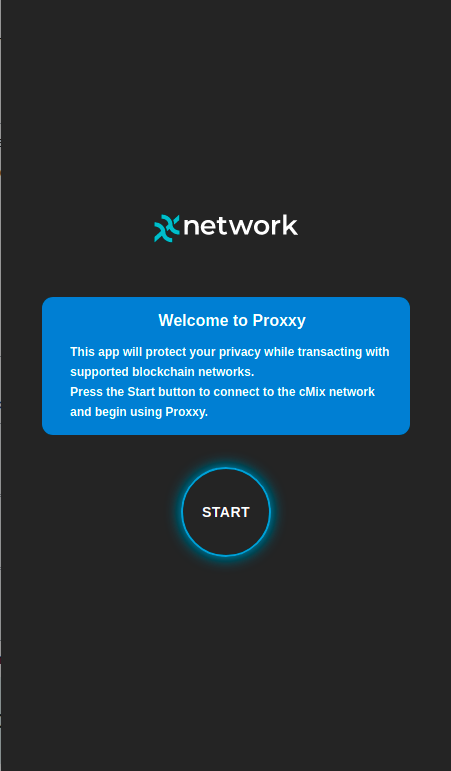 network
Welcome to Proxxy
This app will protect your privacy while transacting with
supported blockchain networks.
Press the Start button to connect to the cMix network
and begin using Proxxy.
START